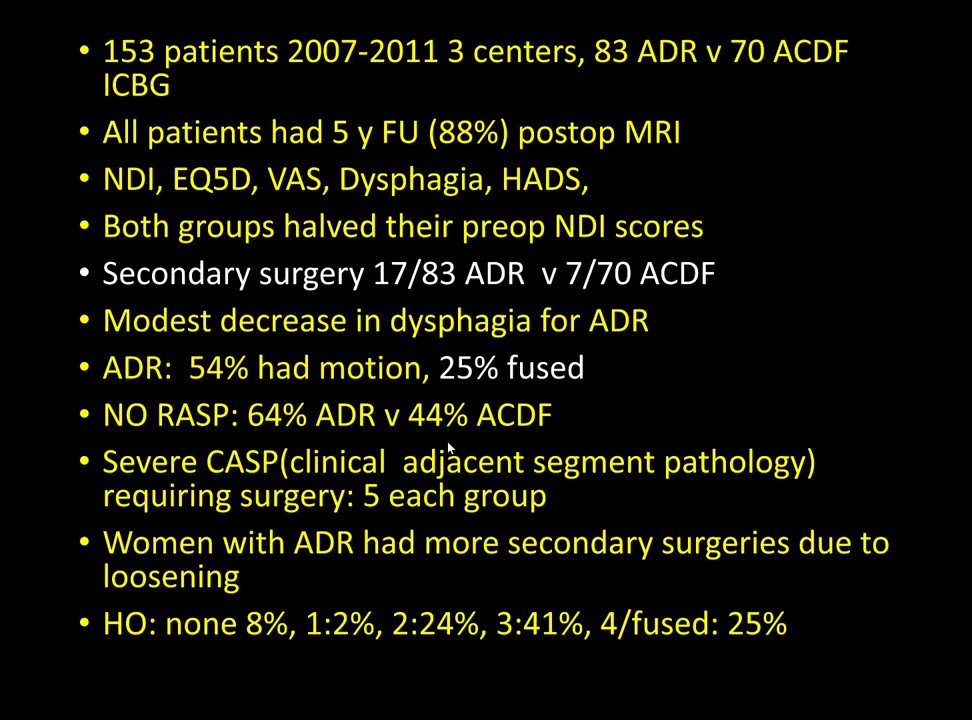 • 153 patients 2007-2011 3 centers, 83 ADR v 70 ACDF
ICBG
• All patients had 5 y FU (88%) postop MRI
• NDI, EQ5D, VAS, Dysphagia, HADS,
• Both groups halved their preop NDI scores
• Secondary surgery 17/83 ADR  v 7/70 ACDF
• Modest decrease in dysphagia for ADR
• ADR:  54% had motion, 25% fused
• NO RASP: 64% ADR v 44% ACDF
• Severe CASP(clinical  adjacent segment pathology)
requiring surgery: 5 each group
• Women with ADR had more secondary surgeries due to
loosening
• HO: none 8%, 1:2%, 2:24%, 3:41%, 4/fused: 25%